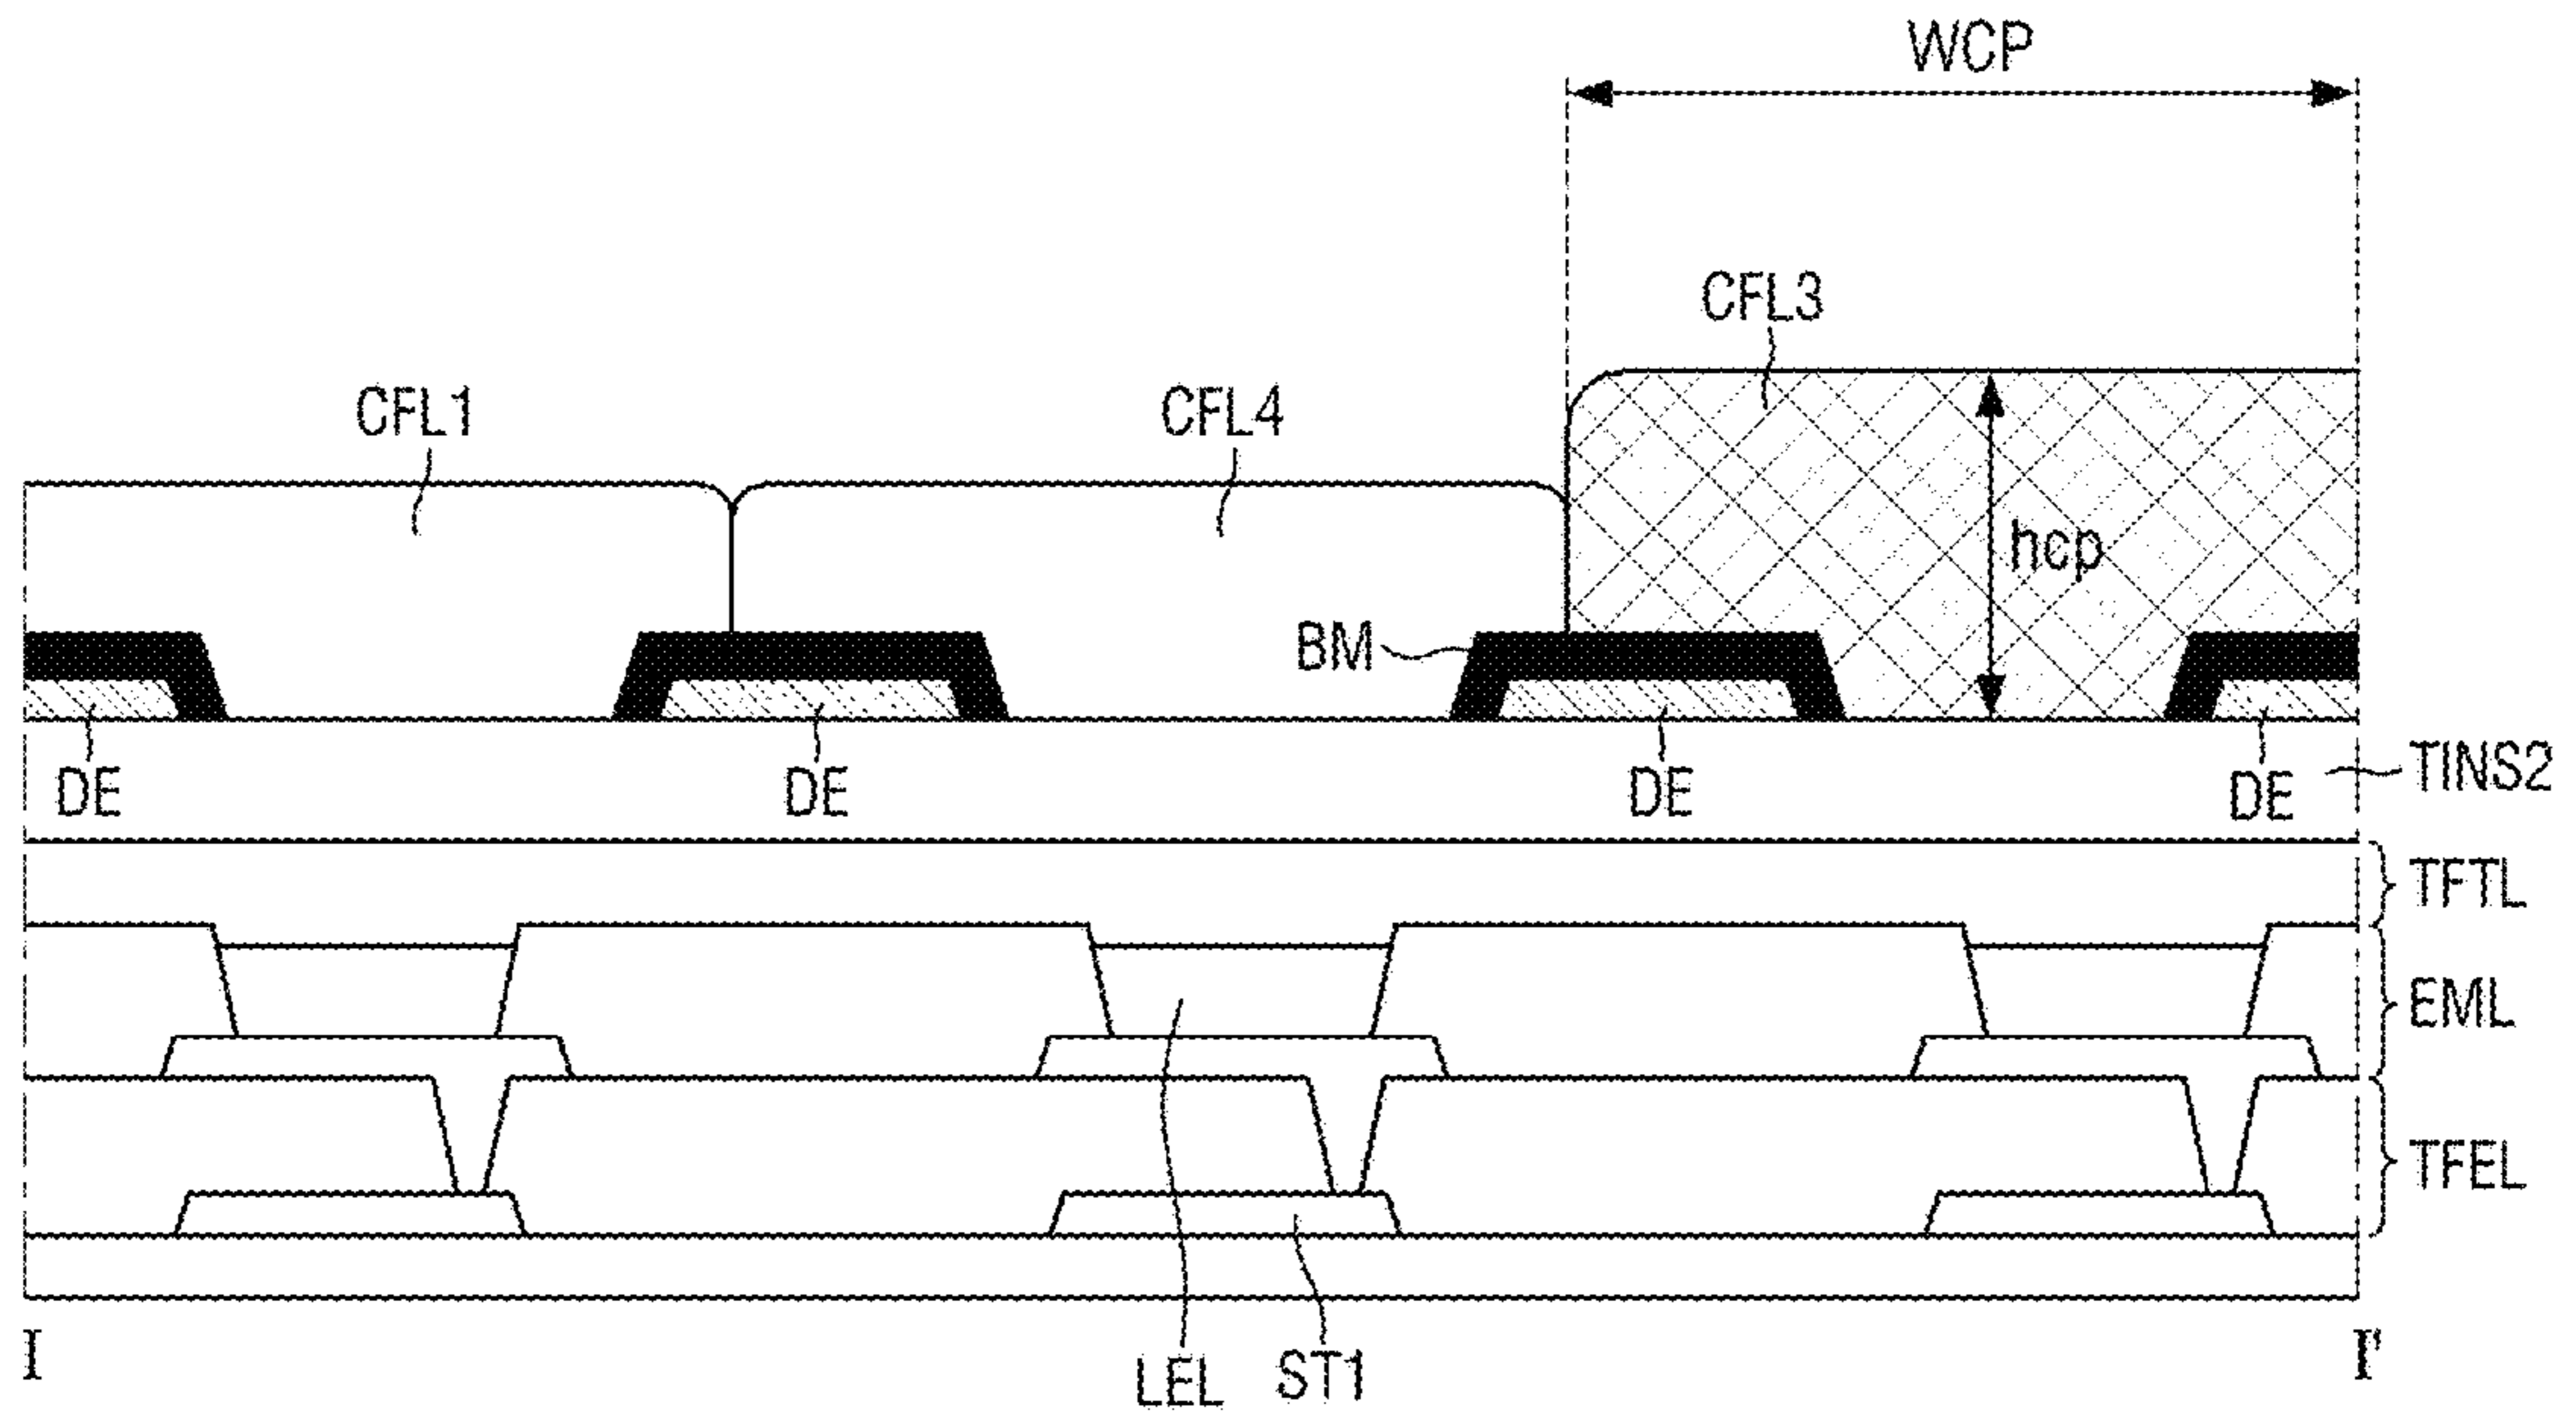 WCP
CFL3
CFL1
CFL4
hcp
BM
DE
DE
DE
DE
TINS2
TFTL
EML
TFEL
I
LEL
ST1
I'